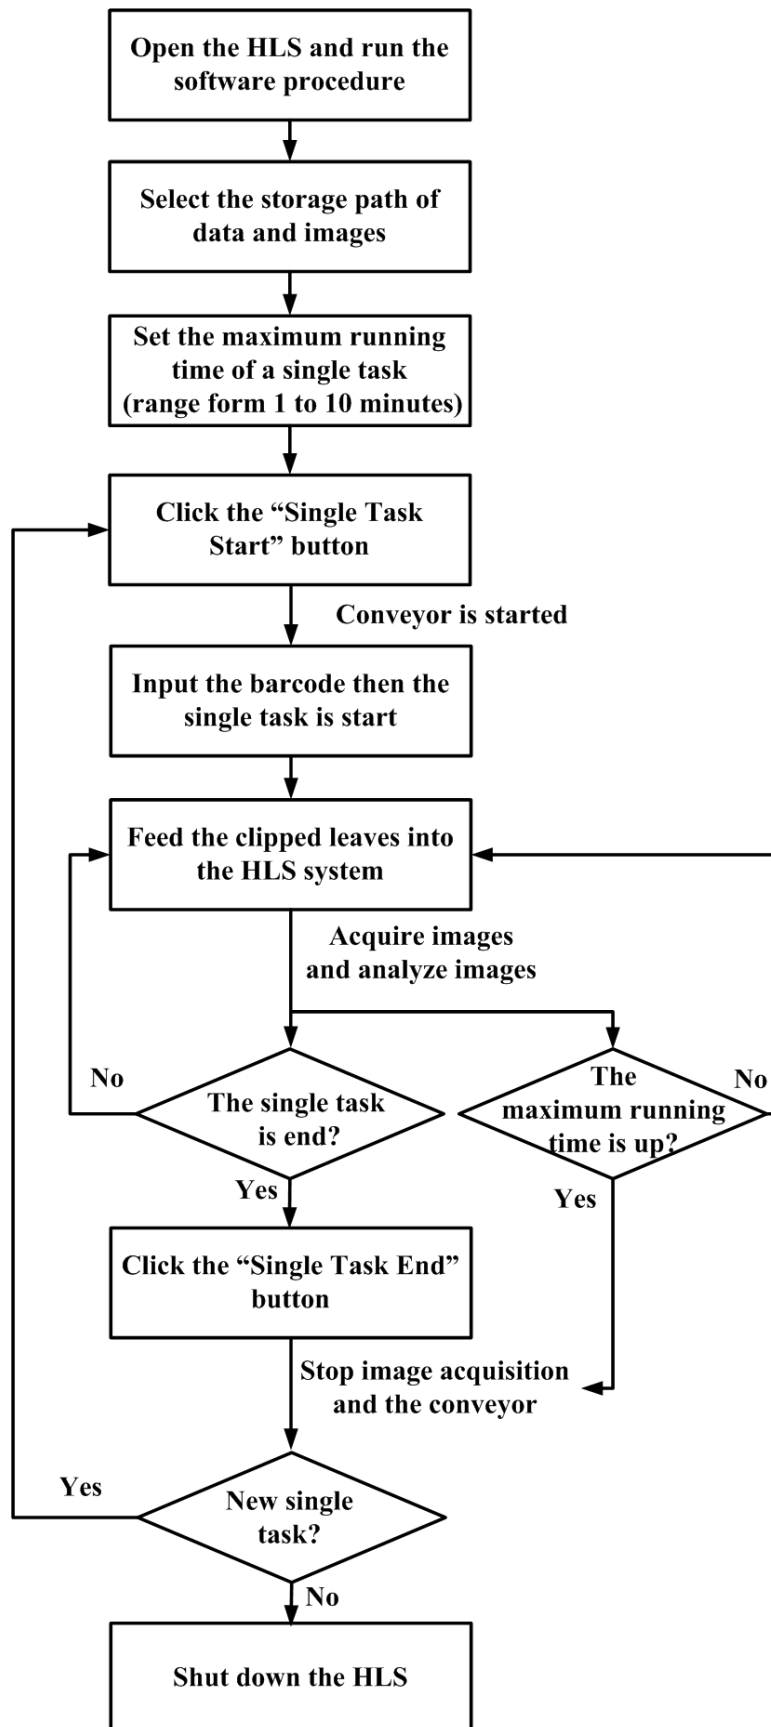 Open the HLS and run the
software procedure
Select the storage path of
data and images
Set the maximum running
time of a single task
(range form 1 to 10 minutes)
Click the “Single Task
Start” button
Conveyor is started
Input the barcode then the
single task is start
Feed the clipped leaves into
the HLS system
Acquire images
and analyze images
No
The single task
is end?
The
maximum running
time is up?
No
Yes
Yes
Click the “Single Task End”
button
Stop image acquisition
and the conveyor
Yes
New single
task?
No
Shut down the HLS